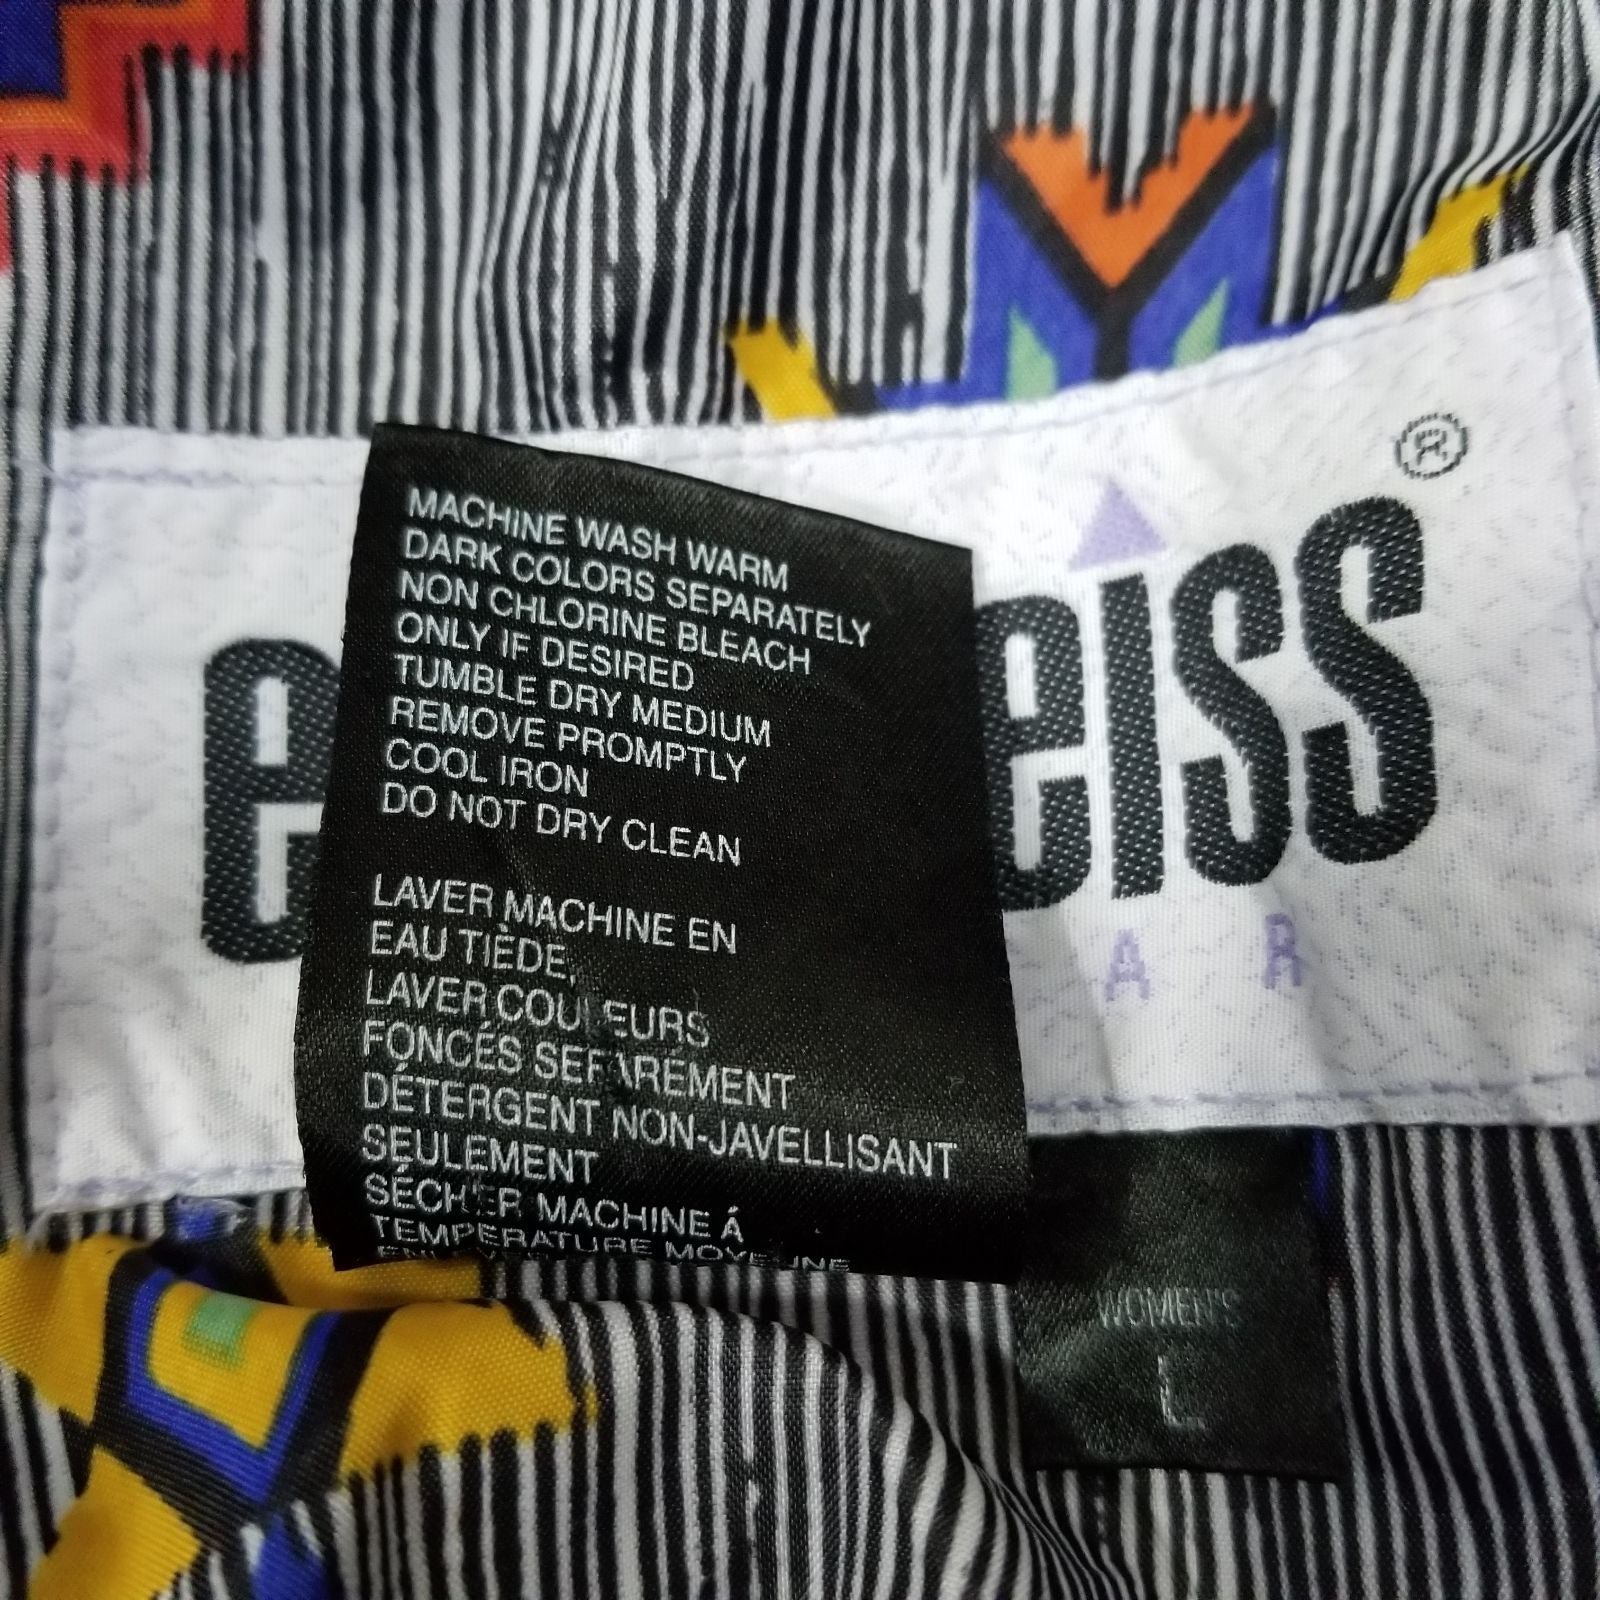 ®
eiss
A R
MACHINE WASH WARM
DARK COLORS SEPARATELY
NON CHLORINE BLEACH
ONLY IF DESIRED
TUMBLE DRY MEDIUM
REMOVE PROMPTLY
COOL IRON
DO NOT DRY CLEAN
LAVER MACHINE EN
EAU TIÈDE,
LAVER COULEURS
FONCÉS SEPARÉMENT
DÉTERGENT NON-JAVELLISANT
SEULEMENT
SÉCHER MACHINE Á
TEMPERATURE MOYENNE
WOMEN'S
L